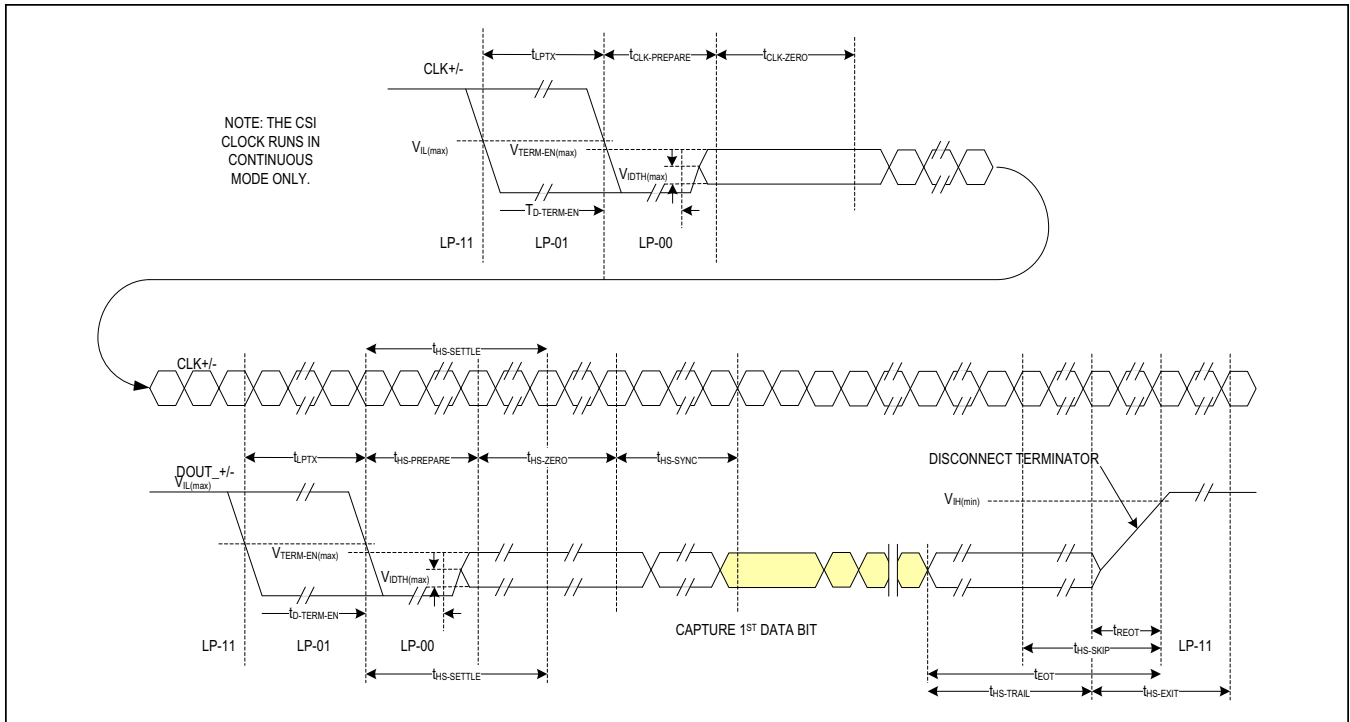 tLPTX
tCLK-PREPARE
tCLK-ZERO
CLK+/-
NOTE: THE CSI
CLOCK RUNS IN
CONTINUOUS
MODE ONLY.
VIL(max)
VTERM-EN(max)
VIDTH(max)
TD-TERM-EN
LP-11
LP-01
LP-00
tHS-SETTLE
CLK+/-
tLPTX
tHS-PREPARE
tHS-ZERO
tHS-SYNC
DISCONNECT TERMINATOR
DOUT_+/-
VIL(max)
VIH(min)
VTERM-EN(max)
VIDTH(max)
tD-TERM-EN
CAPTURE 1ST DATA BIT
tREOT
LP-11
LP-01
LP-00
tHS-SKIP
LP-11
tHS-SETTLE
tEOT
tHS-TRAIL
tHS-EXIT